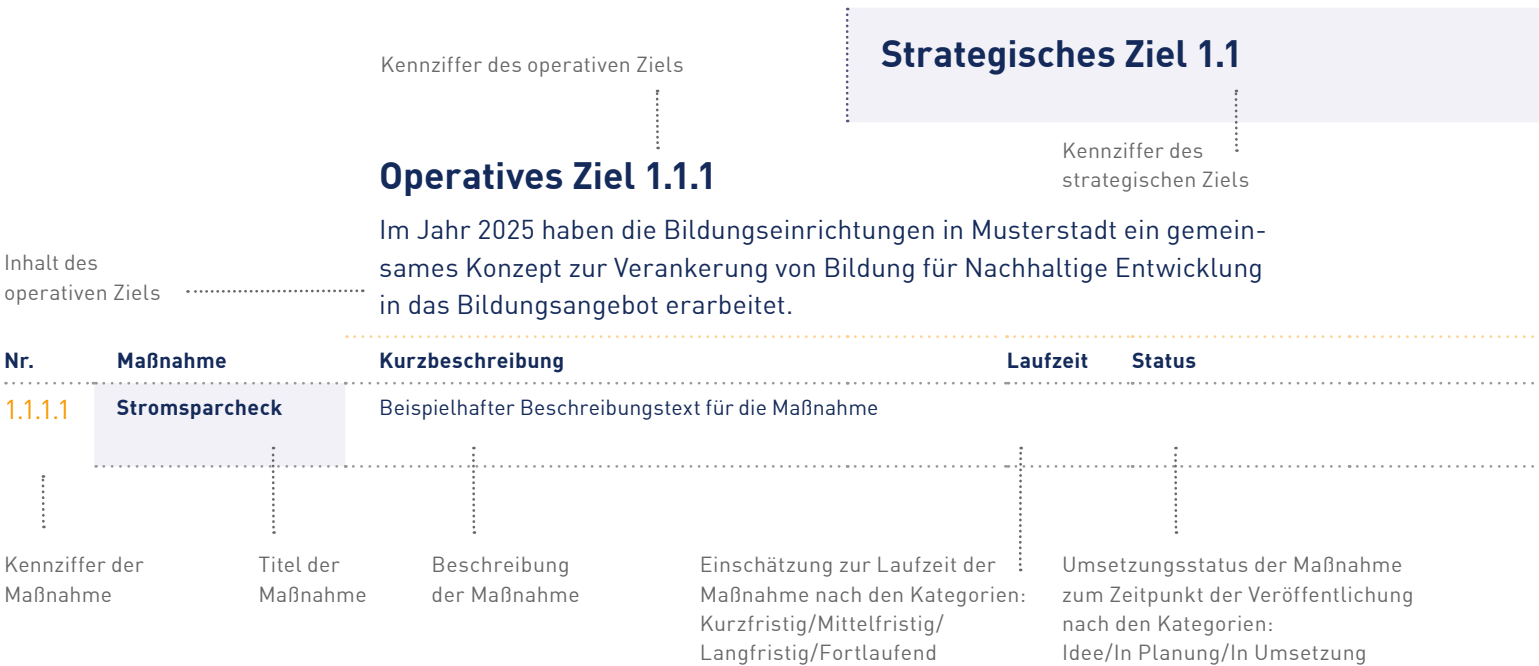 Strategisches Ziel 1.1
Kennziffer des operativen Ziels
Kennziffer des
strategischen Ziels
Operatives Ziel 1.1.1
Im Jahr 2025 haben die Bildungseinrichtungen in Musterstadt ein gemein-
sames Konzept zur Verankerung von Bildung für Nachhaltige Entwicklung
in das Bildungsangebot erarbeitet.
Inhalt des
operativen Ziels
Nr. Maßnahme Kurzbeschreibung Laufzeit Status
1.1.1.1 Stromsparcheck Beispielhafter Beschreibungstext für die Maßnahme
Kennziffer der
Maßnahme
Titel der
Maßnahme
Beschreibung
der Maßnahme
Einschätzung zur Laufzeit der
Maßnahme nach den Kategorien:
Kurzfristig/Mittelfristig/
Langfristig/Fortlaufend
Umsetzungsstatus der Maßnahme
zum Zeitpunkt der Veröffentlichung
nach den Kategorien:
Idee/In Planung/In Umsetzung